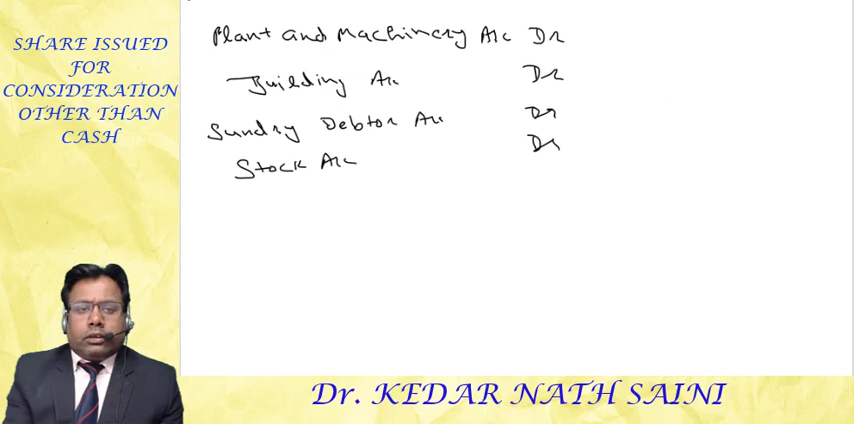 SHARE ISSUED
FOR
CONSIDERATION
OTHER THAN
CASH
Plant and Machinery A/c Dr
Building A/c Dr
Sundry Debtor A/c Dr
Stock A/c Dr
Dr. KEDAR NATH SAINI